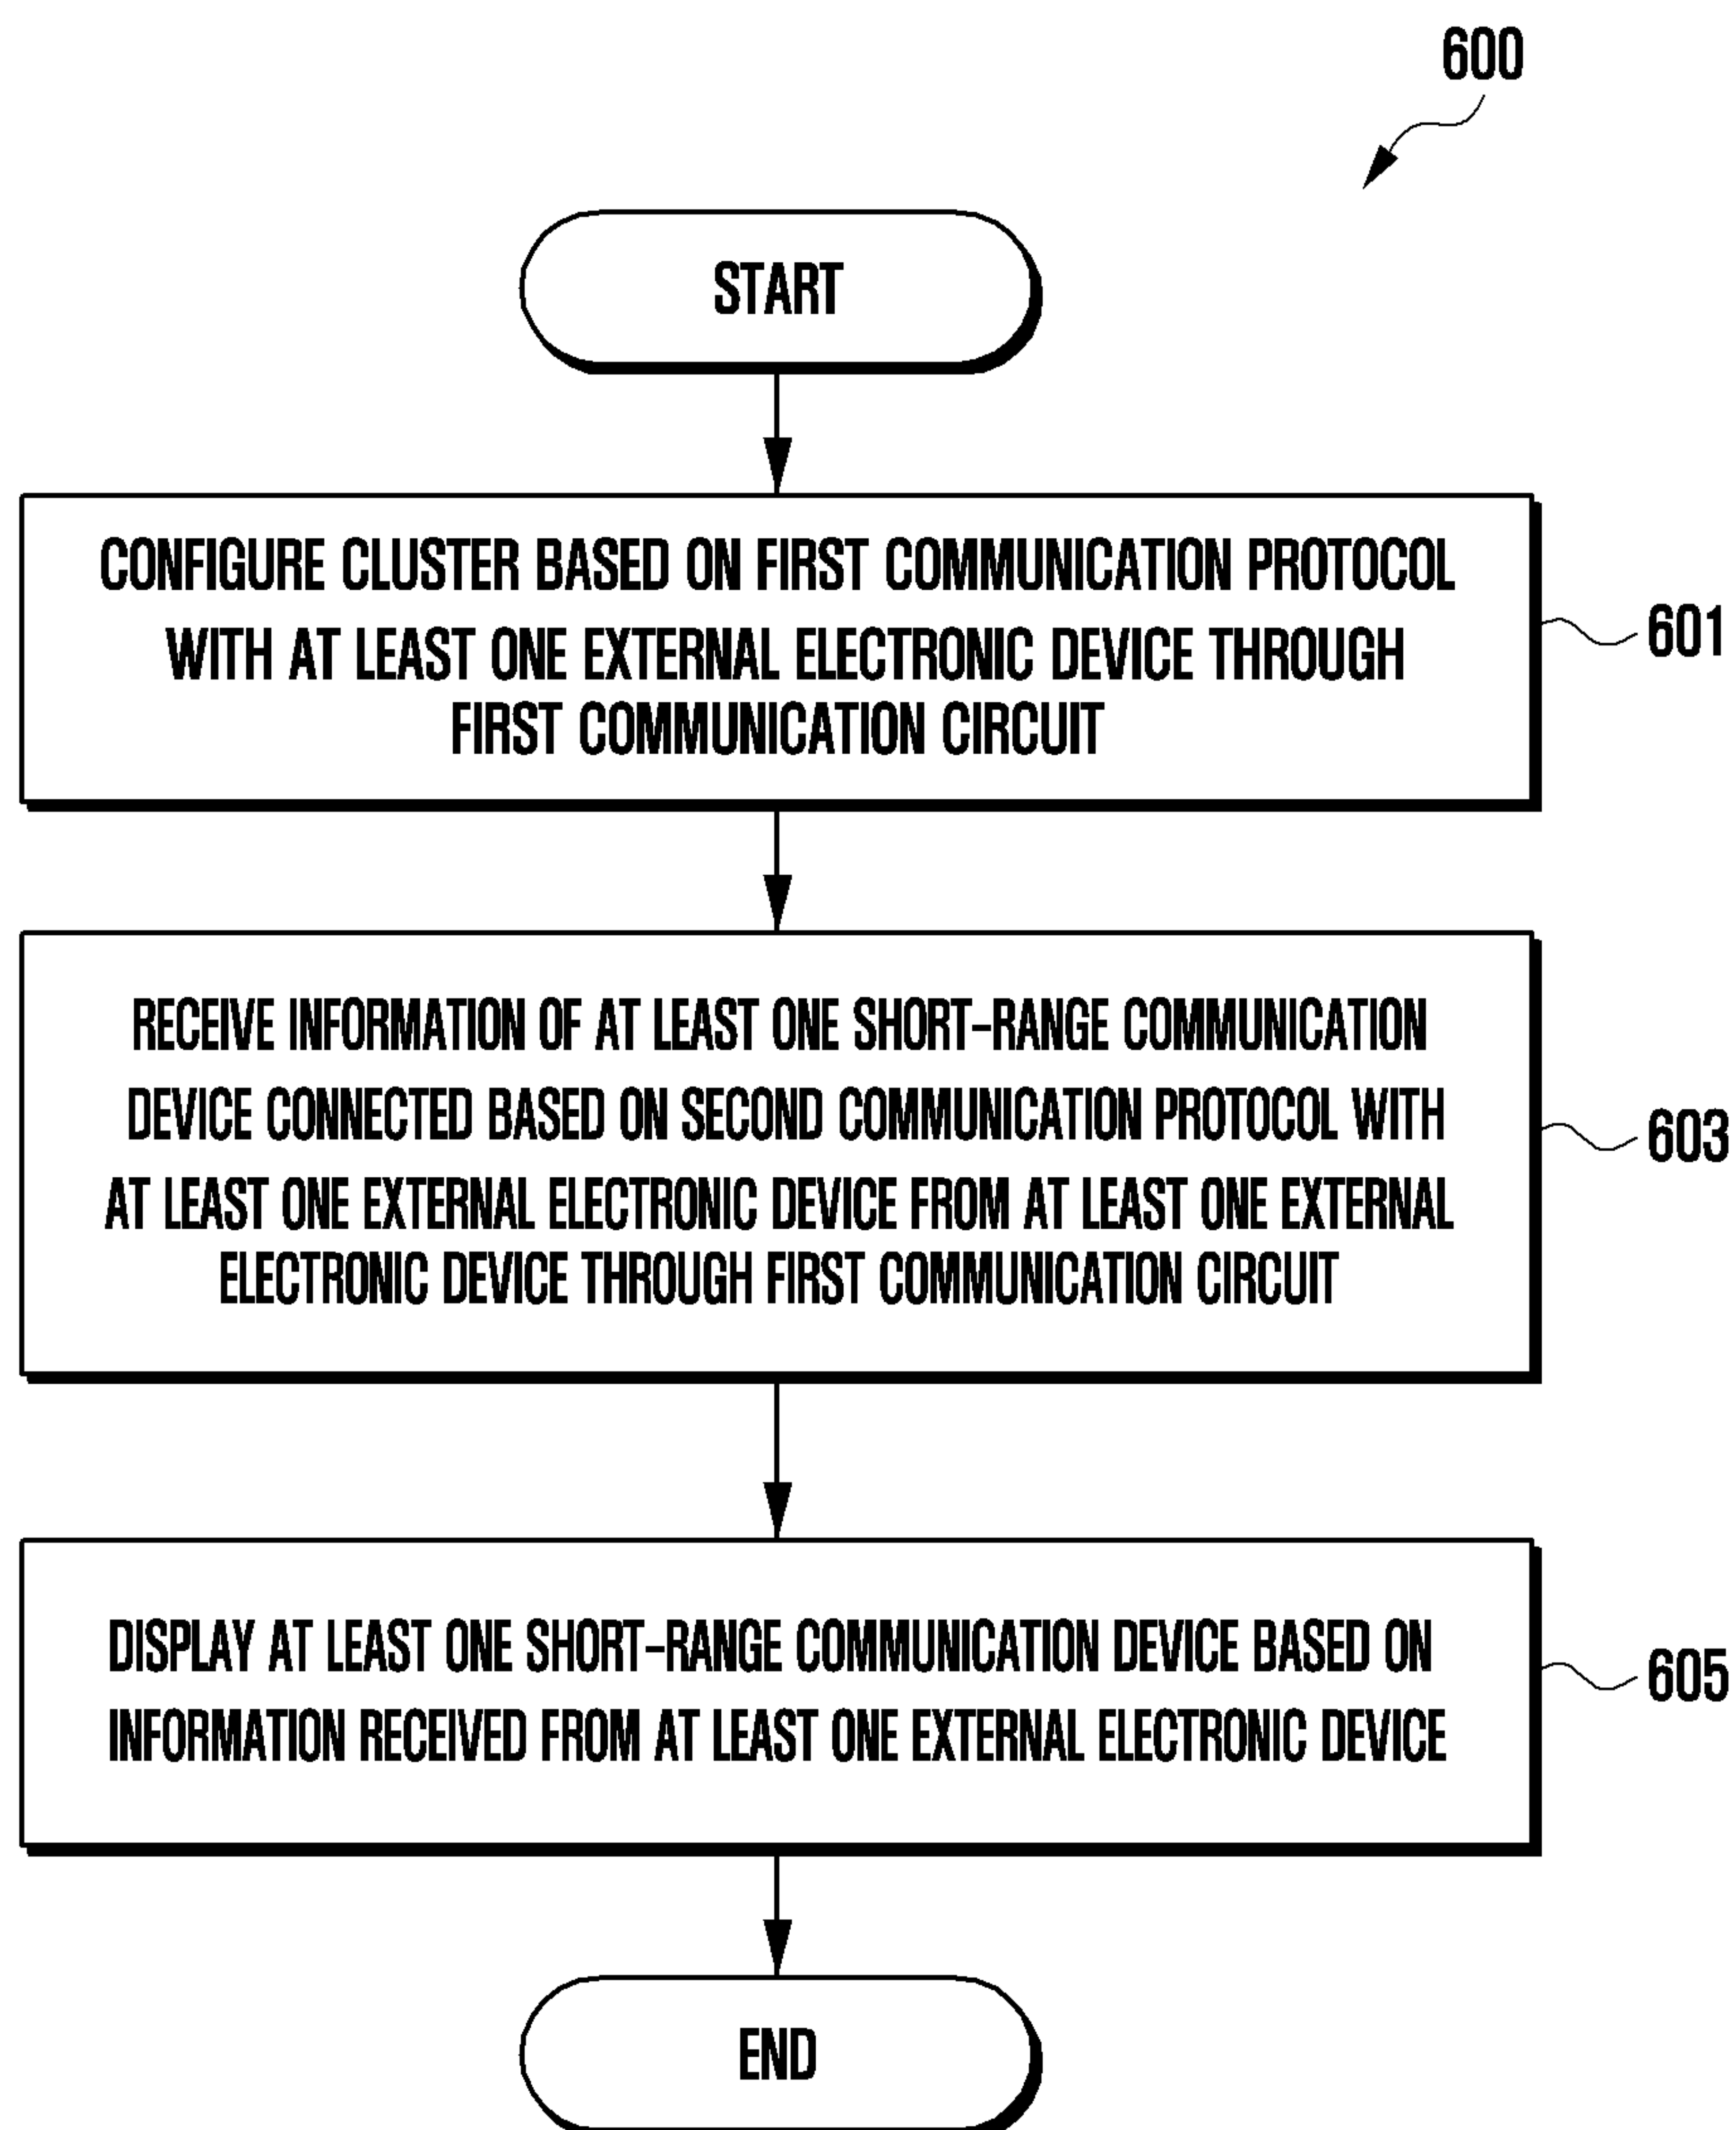 600
START
CONFIGURE CLUSTER BASED ON FIRST COMMUNICATION PROTOCOL
WITH AT LEAST ONE EXTERNAL ELECTRONIC DEVICE THROUGH
FIRST COMMUNICATION CIRCUIT
601
RECEIVE INFORMATION OF AT LEAST ONE SHORT-RANGE COMMUNICATION
DEVICE CONNECTED BASED ON SECOND COMMUNICATION PROTOCOL WITH
AT LEAST ONE EXTERNAL ELECTRONIC DEVICE FROM AT LEAST ONE EXTERNAL
ELECTRONIC DEVICE THROUGH FIRST COMMUNICATION CIRCUIT
603
DISPLAY AT LEAST ONE SHORT-RANGE COMMUNICATION DEVICE BASED ON
INFORMATION RECEIVED FROM AT LEAST ONE EXTERNAL ELECTRONIC DEVICE
605
END